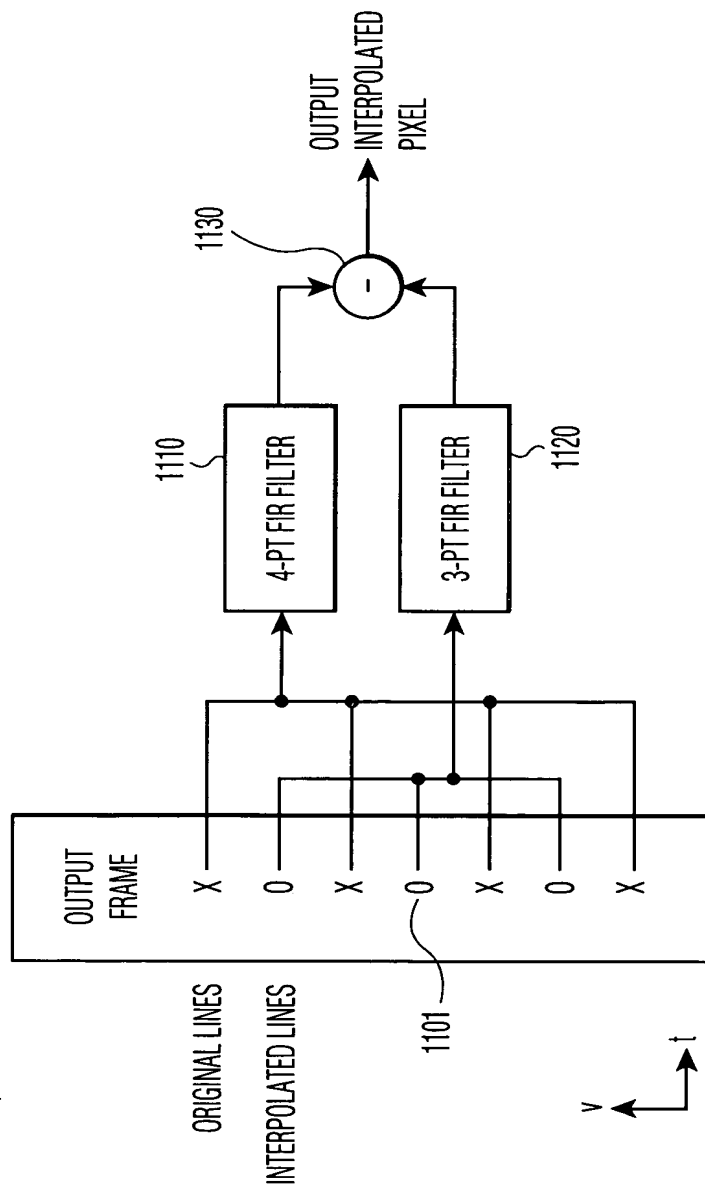 OUTPUT
FRAME
ORIGINAL LINES
X
INTERPOLATED LINES
O
X
1101
O
X
O
X
V
t
1110
4-PT FIR FILTER
3-PT FIR FILTER
1120
1130
-
OUTPUT
INTERPOLATED
PIXEL